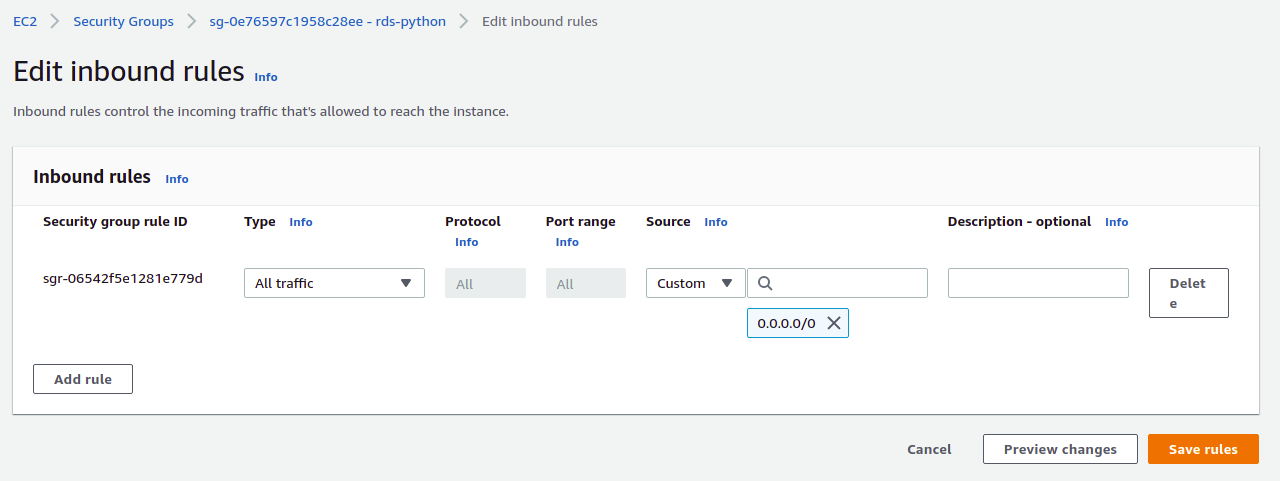 EC2 Security Groups sg-0e76597c1958c28ee - rds-python Edit inbound rules
Edit inbound rules Info
Inbound rules control the incoming traffic that's allowed to reach the instance.
Inbound rules Info
Security group rule ID Type Info Protocol Info Port range Info Source Info Description - optional Info
sgr-06542f5e1281e779d All traffic All All Custom Delet
e
0.0.0.0/0
Add rule
Cancel Preview changes Save rules